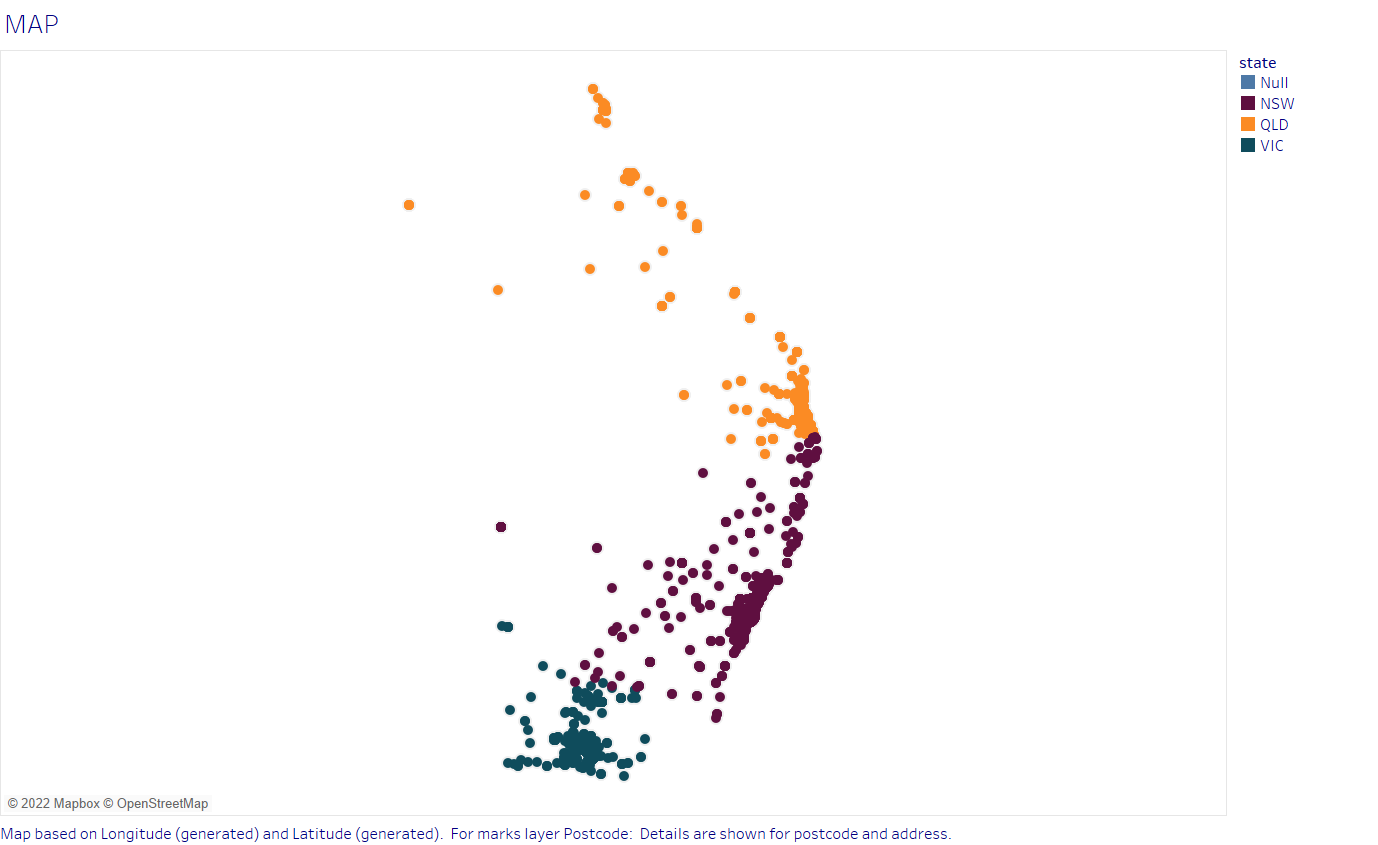 MAP
state
Null
NSW
QLD
VIC
© 2022 Mapbox © OpenStreetMap
Map based on Longitude (generated) and Latitude (generated).  For marks layer Postcode:  Details are shown for postcode and address.